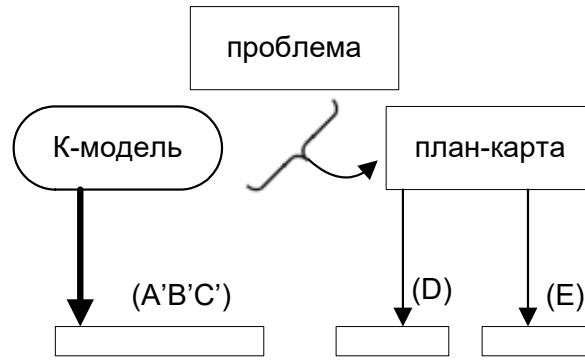 проблема
К-модель
план-карта
(A’B’C’)
(D)
(E)